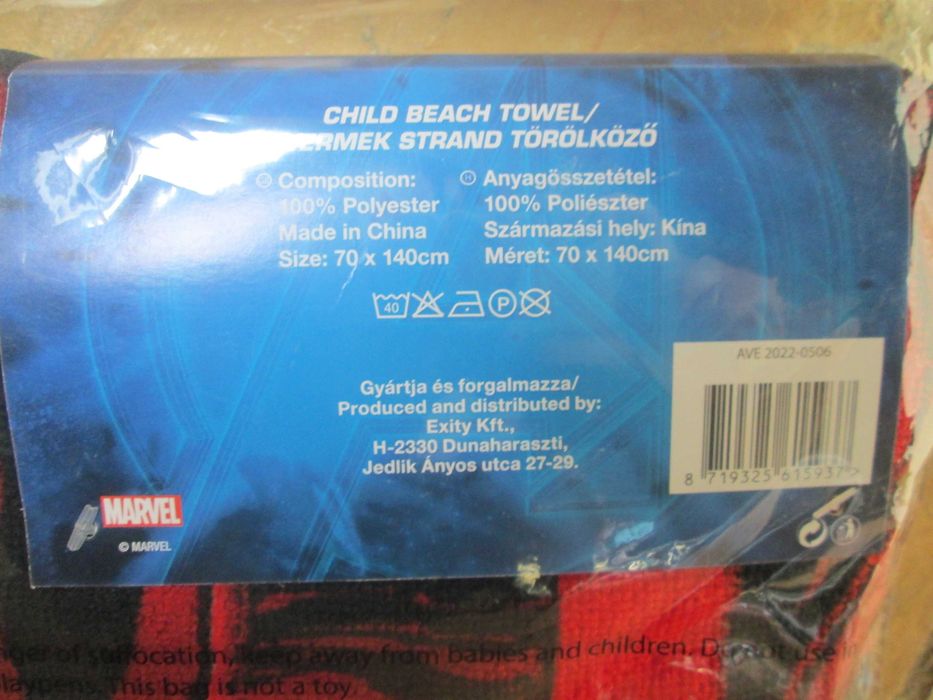 CHILD BEACH TOWEL/
STRAND TÖRÖLKÖZŐ
Composition:
100% Polyester
Made in China
Size: 70 x 140cm
H Anyagösszetétel:
100% Poliészter
Származási hely: Kína
Méret: 70 x 140cm
40
P
Gyártja és forgalmazza/
Produced and distributed by:
Exity Kft.,
H-2330 Dunaharaszti,
Jedlik Ányos utca 27-29.
AVE 2022-0506
8 719325 615937 >
MARVEL
© MARVEL
of suffocation, keep away from babies and children. Do not use in
This bag is not a toy.